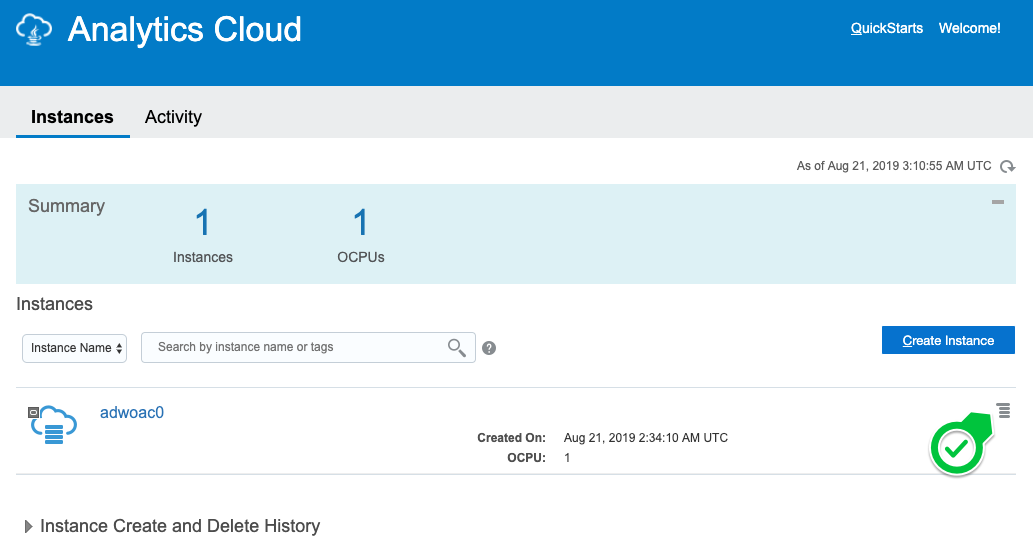 Analytics Cloud
QuickStarts Welcome!
Instances Activity
As of Aug 21, 2019 3:10:55 AM UTC
Summary
1 1
Instances OCPUs
Instances
Instance Name Search by instance name or tags ?
Create Instance
adwoac0
Created On: Aug 21, 2019 2:34:10 AM UTC
OCPU: 1
Instance Create and Delete History